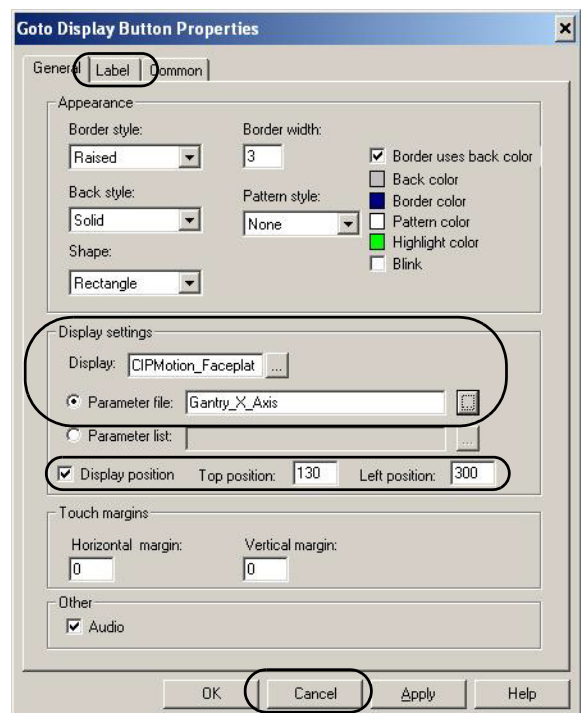 Goto Display Button Properties
General Label Common
Appearance
Border style: Border width:
Raised 3 Border uses back color
Back style: Pattern style: Back color
Solid None Border color
Pattern color
Shape: Highlight color
Rectangle Blink
Display settings
Display: CIPMotion_Faceplat ...
Parameter file: Gantry_X_Axis ...
Parameter list: ...
Display position Top position: 130 Left position: 300
Touch margins
Horizontal margin: Vertical margin:
0 0
Other
Audio
OK Cancel Apply Help